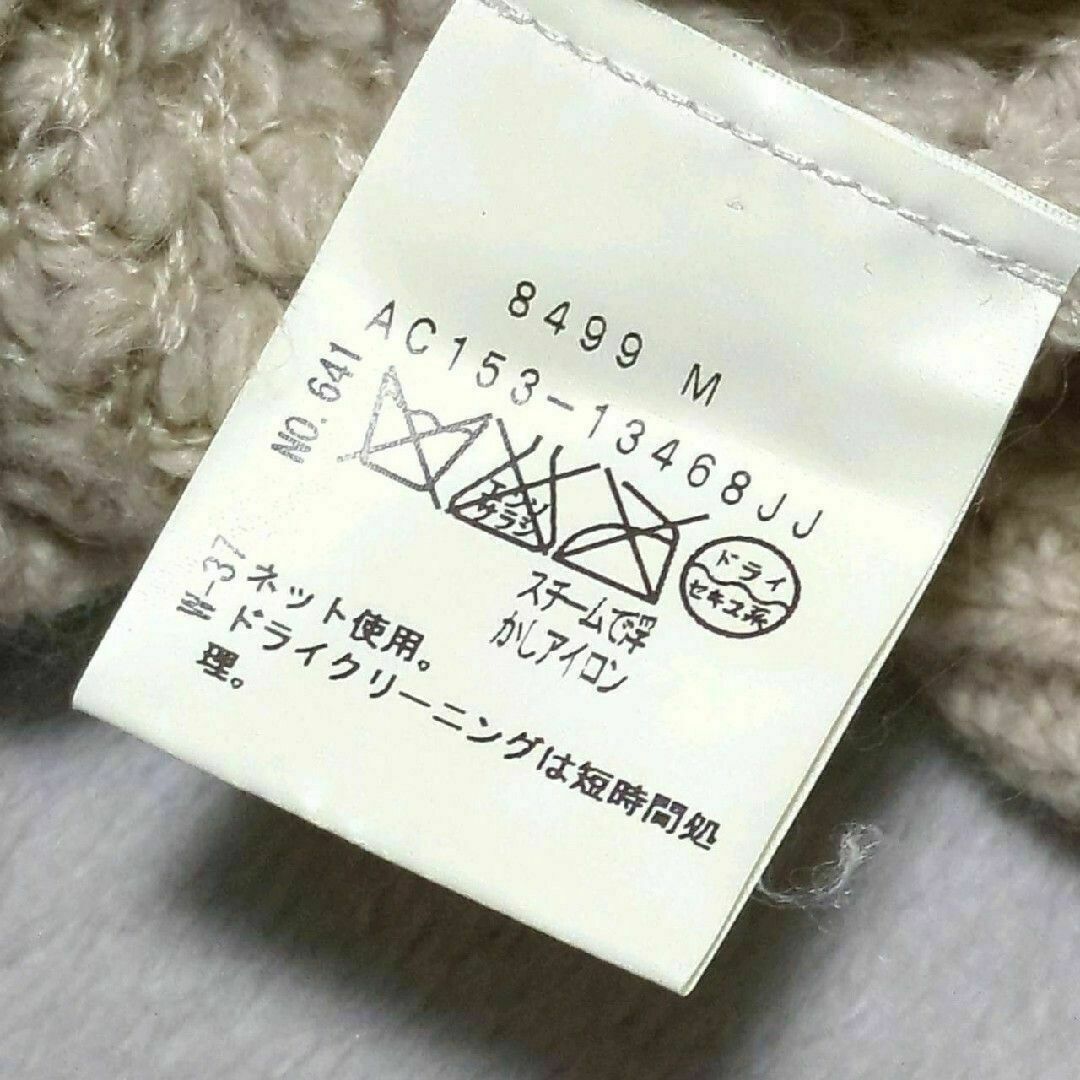 8499 M
AC153-13468JJ
NO.641
エンソ
サラシ
ドライ
セキユ系
スチームで浮
かしアイロン
ネット使用。
ドライクリーニングは短時間処
理。